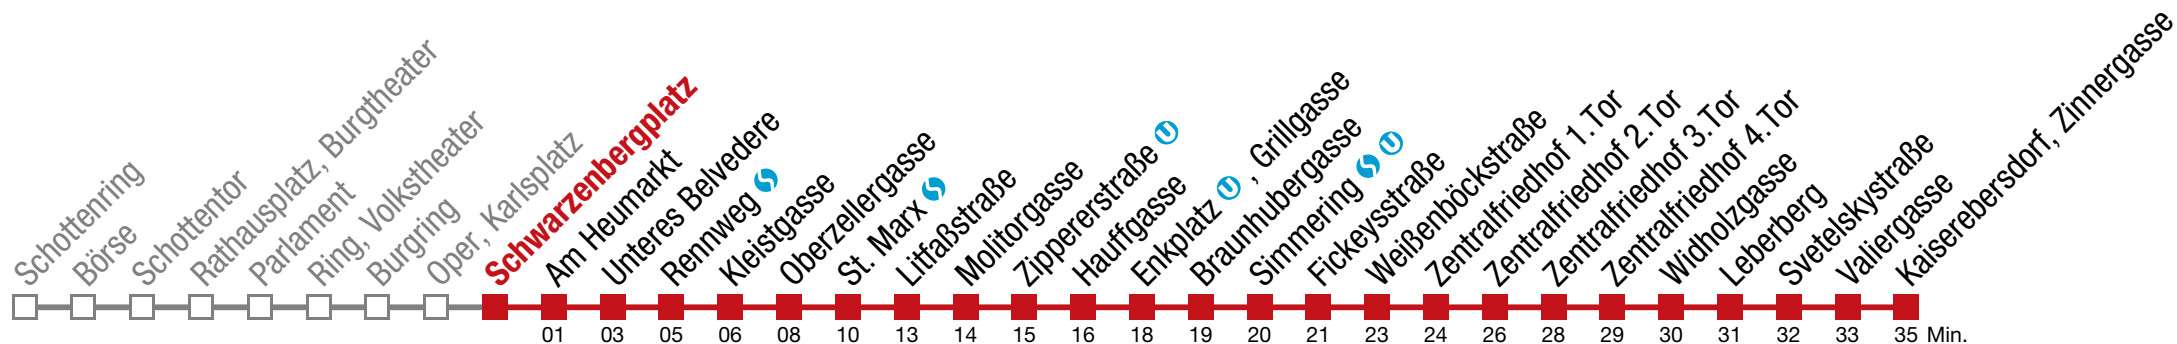 Schottenring
Börse
Schottentor
Rathausplatz, Burgtheater
Parlament
Ring, Volkstheater
Burgring
Oper, Karlsplatz
Schwarzenbergplatz
Am Heumarkt
Unteres Belvedere
Rennweg S
Kleistgasse
Oberzellergasse
St. Marx S
Litfaßstraße
Molitorgasse
Zippererstraße U
Hauffgasse
Enkplatz U , Grillgasse
Braunhubergasse
Simmering S U
Fickeysstraße
Weißenböckstraße
Zentralfriedhof 1.Tor
Zentralfriedhof 2.Tor
Zentralfriedhof 3.Tor
Zentralfriedhof 4.Tor
Widholzgasse
Leberberg
Svetelskystraße
Valiergasse
Kaiserebersdorf, Zinnergasse
01 03 05 06 08 10 13 14 15 16 18 19 20 21 23 24 26 28 29 30 31 32 33 35 Min.